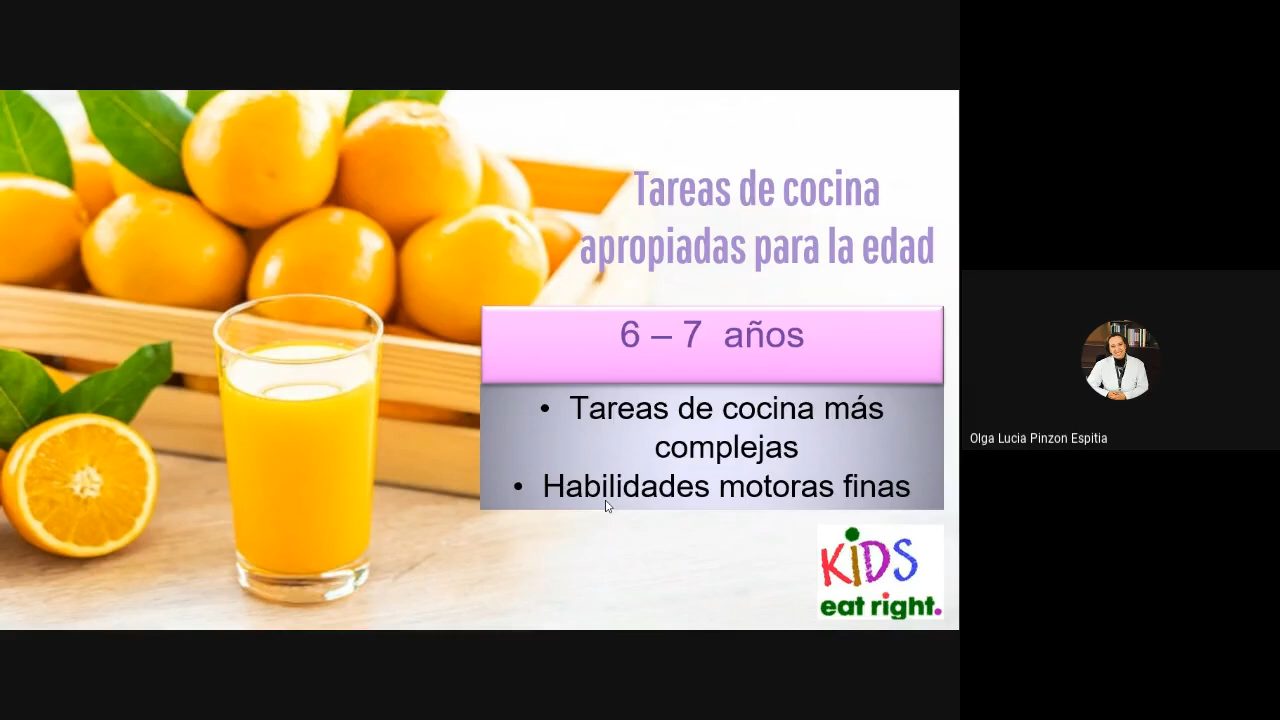 Tareas de cocina
apropiadas para la edad
6 – 7 años
• Tareas de cocina más
complejas
• Habilidades motoras finas
KiDS
eat right.
Olga Lucia Pinzon Espitia